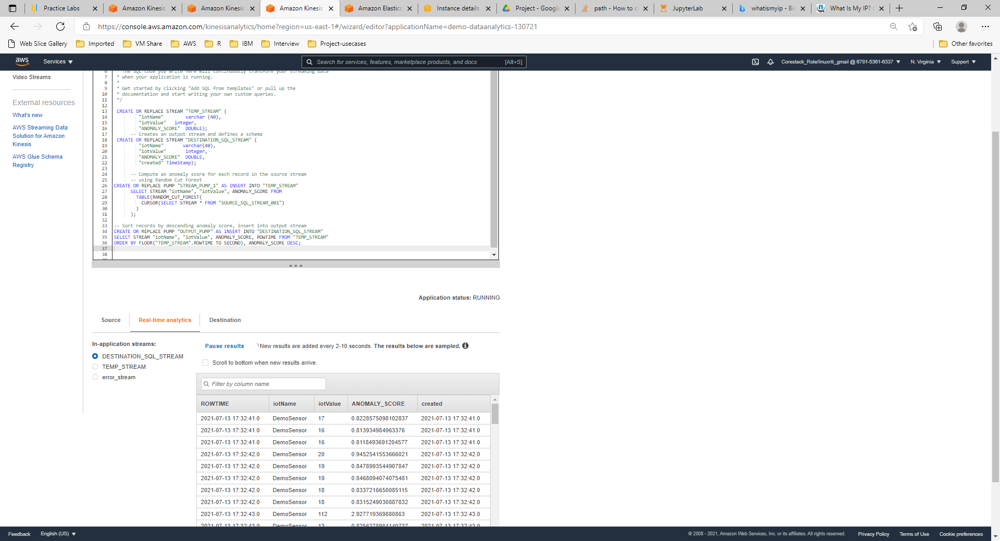 Practice Labs
Amazon Kinesis
Amazon Kinesis
Amazon Kinesis
Amazon Elastics
Instance details
Project - Google
path - How to c
JupyterLab
whatismyip - Bi
What Is My IP?
https://console.aws.amazon.com/kinesisanalytics/home?region=us-east-1#/wizard/editor?applicationName=demo-dataanalytics-130721
Web Slice Gallery
Imported
VM Share
AWS
R
IBM
Interview
Project-usecases
Other favorites
aws
Services
Search for services, features, marketplace products, and docs [Alt+S]
Corestack_Role/linuxriti_gmail @ 6781-5361-6337
N. Virginia
Support
Video Streams
External resources
What's new
AWS Streaming Data
Solution for Amazon
Kinesis
AWS Glue Schema
Registry
6 * The SQL code you write here will continuously transform your streaming data
7 * when your application is running.
8 *
9 * Get started by clicking "Add SQL from templates" or pull up the
10 * documentation and start writing your own custom queries.
11 */
12
13 CREATE OR REPLACE STREAM "TEMP_STREAM" (
14 "iotName" varchar (40),
15 "iotValue" integer,
16 "ANOMALY_SCORE" DOUBLE);
17 -- Creates an output stream and defines a schema
18 CREATE OR REPLACE STREAM "DESTINATION_SQL_STREAM" (
19 "iotName" varchar(40),
20 "iotValue" integer,
21 "ANOMALY_SCORE" DOUBLE,
22 "created" TimeStamp);
23
24 -- Compute an anomaly score for each record in the source stream
25 -- using Random Cut Forest
26 CREATE OR REPLACE PUMP "STREAM_PUMP_1" AS INSERT INTO "TEMP_STREAM"
27 SELECT STREAM "iotName", "iotValue", ANOMALY_SCORE FROM
28 TABLE(RANDOM_CUT_FOREST(
29 CURSOR(SELECT STREAM * FROM "SOURCE_SQL_STREAM_001")
30 )
31 );
32
33 -- Sort records by descending anomaly score, insert into output stream
34 CREATE OR REPLACE PUMP "OUTPUT_PUMP" AS INSERT INTO "DESTINATION_SQL_STREAM"
35 SELECT STREAM "iotName", "iotValue", ANOMALY_SCORE, ROWTIME FROM "TEMP_STREAM"
36 ORDER BY FLOOR("TEMP_STREAM".ROWTIME TO SECOND), ANOMALY_SCORE DESC;
37
38
39
Application status: RUNNING
Source
Real-time analytics
Destination
In-application streams:
DESTINATION_SQL_STREAM
TEMP_STREAM
error_stream
Pause results
New results are added every 2-10 seconds. The results below are sampled.
Scroll to bottom when new results arrive.
Filter by column name
ROWTIME iotName iotValue ANOMALY_SCORE created
2021-07-13 17:32:41.0 DemoSensor 17 0.8228575098102837 2021-07-13 17:32:41.0
2021-07-13 17:32:41.0 DemoSensor 16 0.813934984963376 2021-07-13 17:32:41.0
2021-07-13 17:32:41.0 DemoSensor 16 0.8118493691204577 2021-07-13 17:32:41.0
2021-07-13 17:32:42.0 DemoSensor 20 0.9452541553666021 2021-07-13 17:32:42.0
2021-07-13 17:32:42.0 DemoSensor 19 0.8478993544907847 2021-07-13 17:32:42.0
2021-07-13 17:32:42.0 DemoSensor 19 0.8468094074075481 2021-07-13 17:32:42.0
2021-07-13 17:32:42.0 DemoSensor 18 0.8337216650085115 2021-07-13 17:32:42.0
2021-07-13 17:32:42.0 DemoSensor 18 0.8315249030887832 2021-07-13 17:32:42.0
2021-07-13 17:32:43.0 DemoSensor 112 2.927719369880863 2021-07-13 17:32:43.0
2021-07-13 17:32:43.0 DemoSensor 13 0.8256278984140737 2021-07-13 17:32:43.0
Feedback
English (US)
© 2008 - 2021, Amazon Web Services, Inc. or its affiliates. All rights reserved.
Privacy Policy
Terms of Use
Cookie preferences